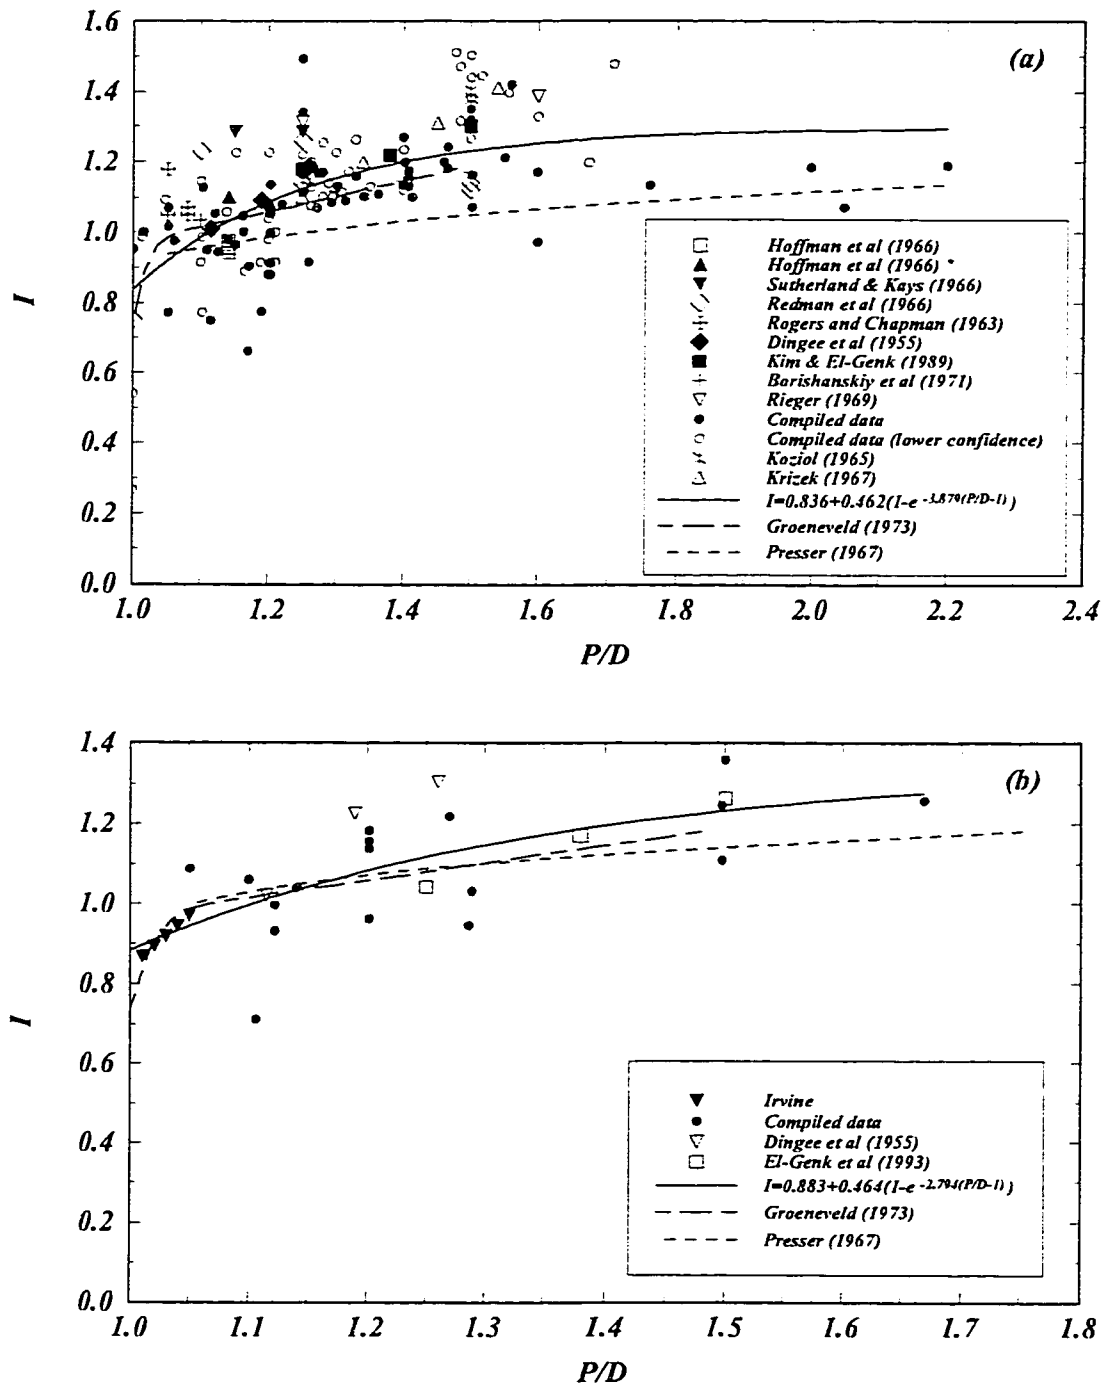 1.6
1.4
1.2
1.0
0.8
0.6
0.4
0.2
0.0
I
(a)
Hoffman et al (1966)
Hoffman et al (1966) *
Sutherland & Kays (1966)
Redman et al (1966)
Rogers and Chapman (1963)
Dingee et al (1955)
Kim & El-Genk (1989)
Borishanskiy et al (1971)
Rieger (1969)
Compiled data
Compiled data (lower confidence)
Koziol (1965)
Krizek (1967)
I=0.836+0.462(1-e -3.879(P/D-1))
Groeneveld (1973)
Presser (1967)
1.0 1.2 1.4 1.6 1.8 2.0 2.2 2.4
P/D
1.4
1.2
1.0
0.8
0.6
0.4
0.2
0.0
I
(b)
Irvine
Compiled data
Dingee et al (1955)
El-Genk et al (1993)
I=0.883+0.464(1-e -2.794(P/D-1))
Groeneveld (1973)
Presser (1967)
1.0 1.1 1.2 1.3 1.4 1.5 1.6 1.7 1.8
P/D